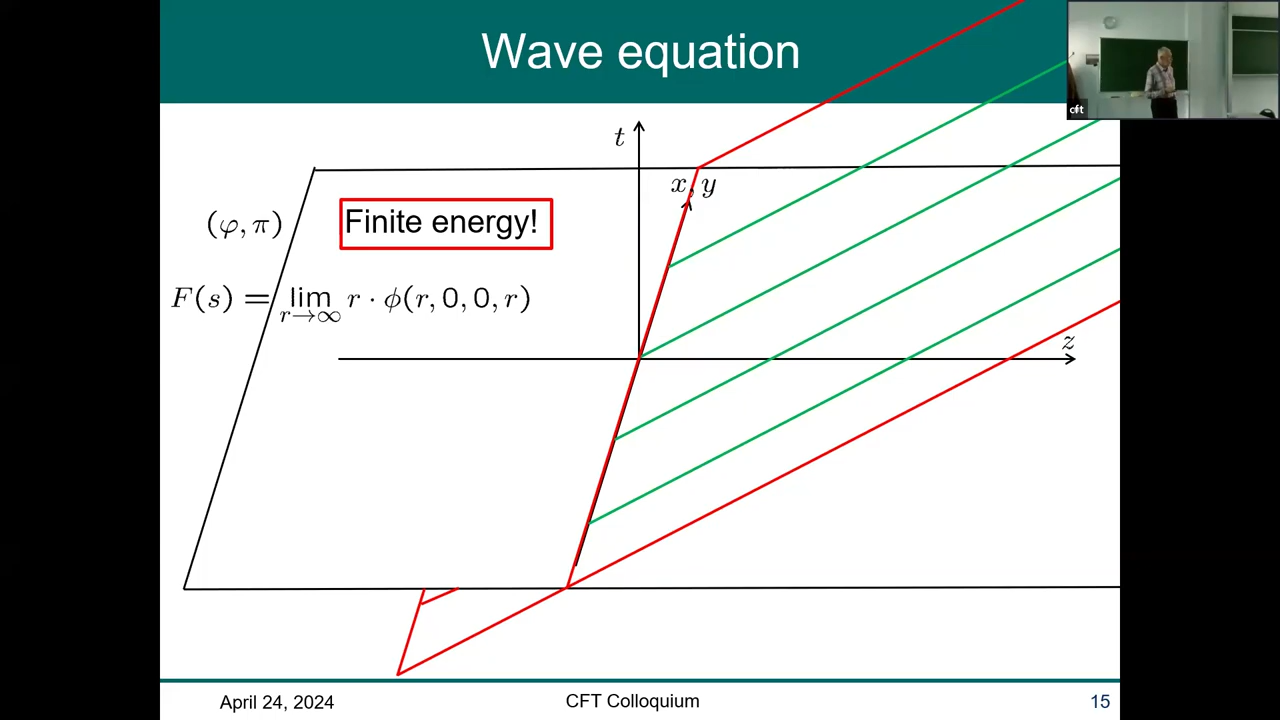 Wave equation
cft
t
x, y
(φ, π)
Finite energy!
F(s) = lim r · ϕ(r, 0, 0, r)
r→∞
z
April 24, 2024
CFT Colloquium
15